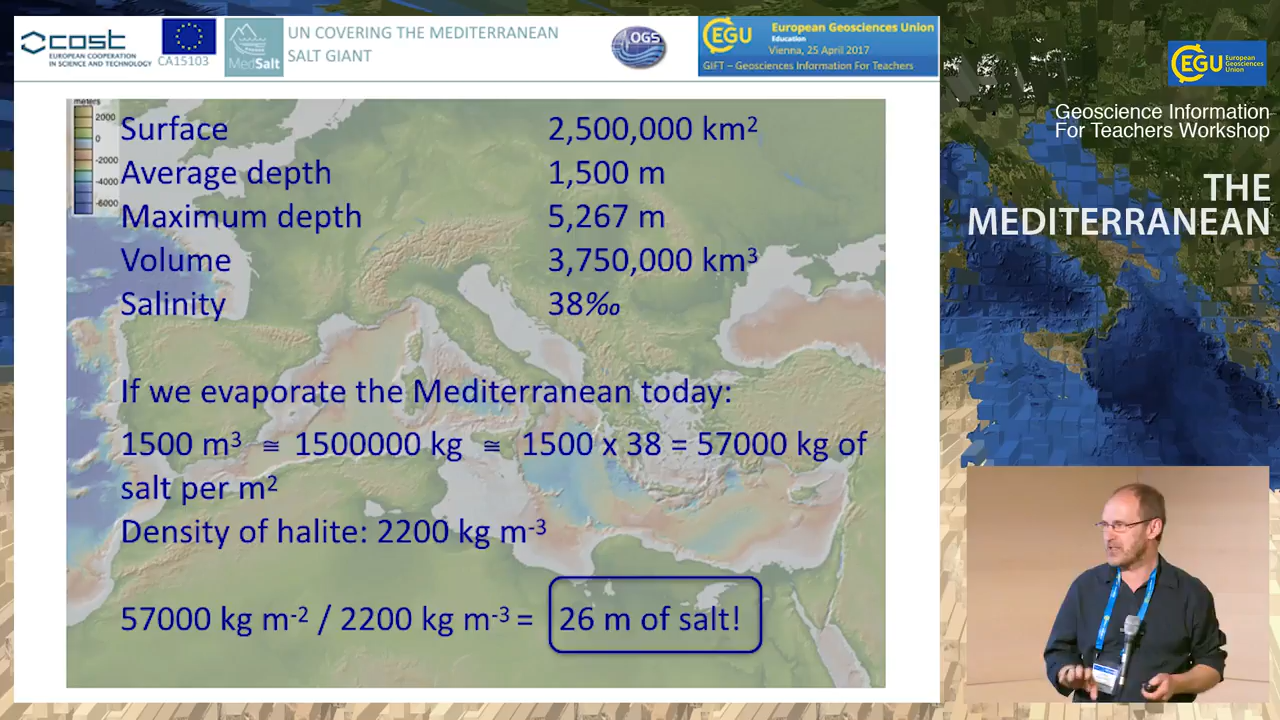 cost
EUROPEAN COOPERATION
IN SCIENCE AND TECHNOLOGY
CA15103
MedSalt
UN COVERING THE MEDITERRANEAN
SALT GIANT
OGS
EGU
European Geosciences Union
Education
Vienna, 25 April 2017
GIFT – Geosciences Information For Teachers
EGU European
Geosciences
Union
Geoscience Information
For Teachers Workshop
THE
MEDITERRANEAN
meters
2000
0
-2000
-4000
-6000
Surface 2,500,000 km²
Average depth 1,500 m
Maximum depth 5,267 m
Volume 3,750,000 km³
Salinity 38‰
If we evaporate the Mediterranean today:
1500 m³ ≅ 1500000 kg ≅ 1500 x 38 = 57000 kg of
salt per m²
Density of halite: 2200 kg m⁻³
57000 kg m⁻² / 2200 kg m⁻³ = 26 m of salt!